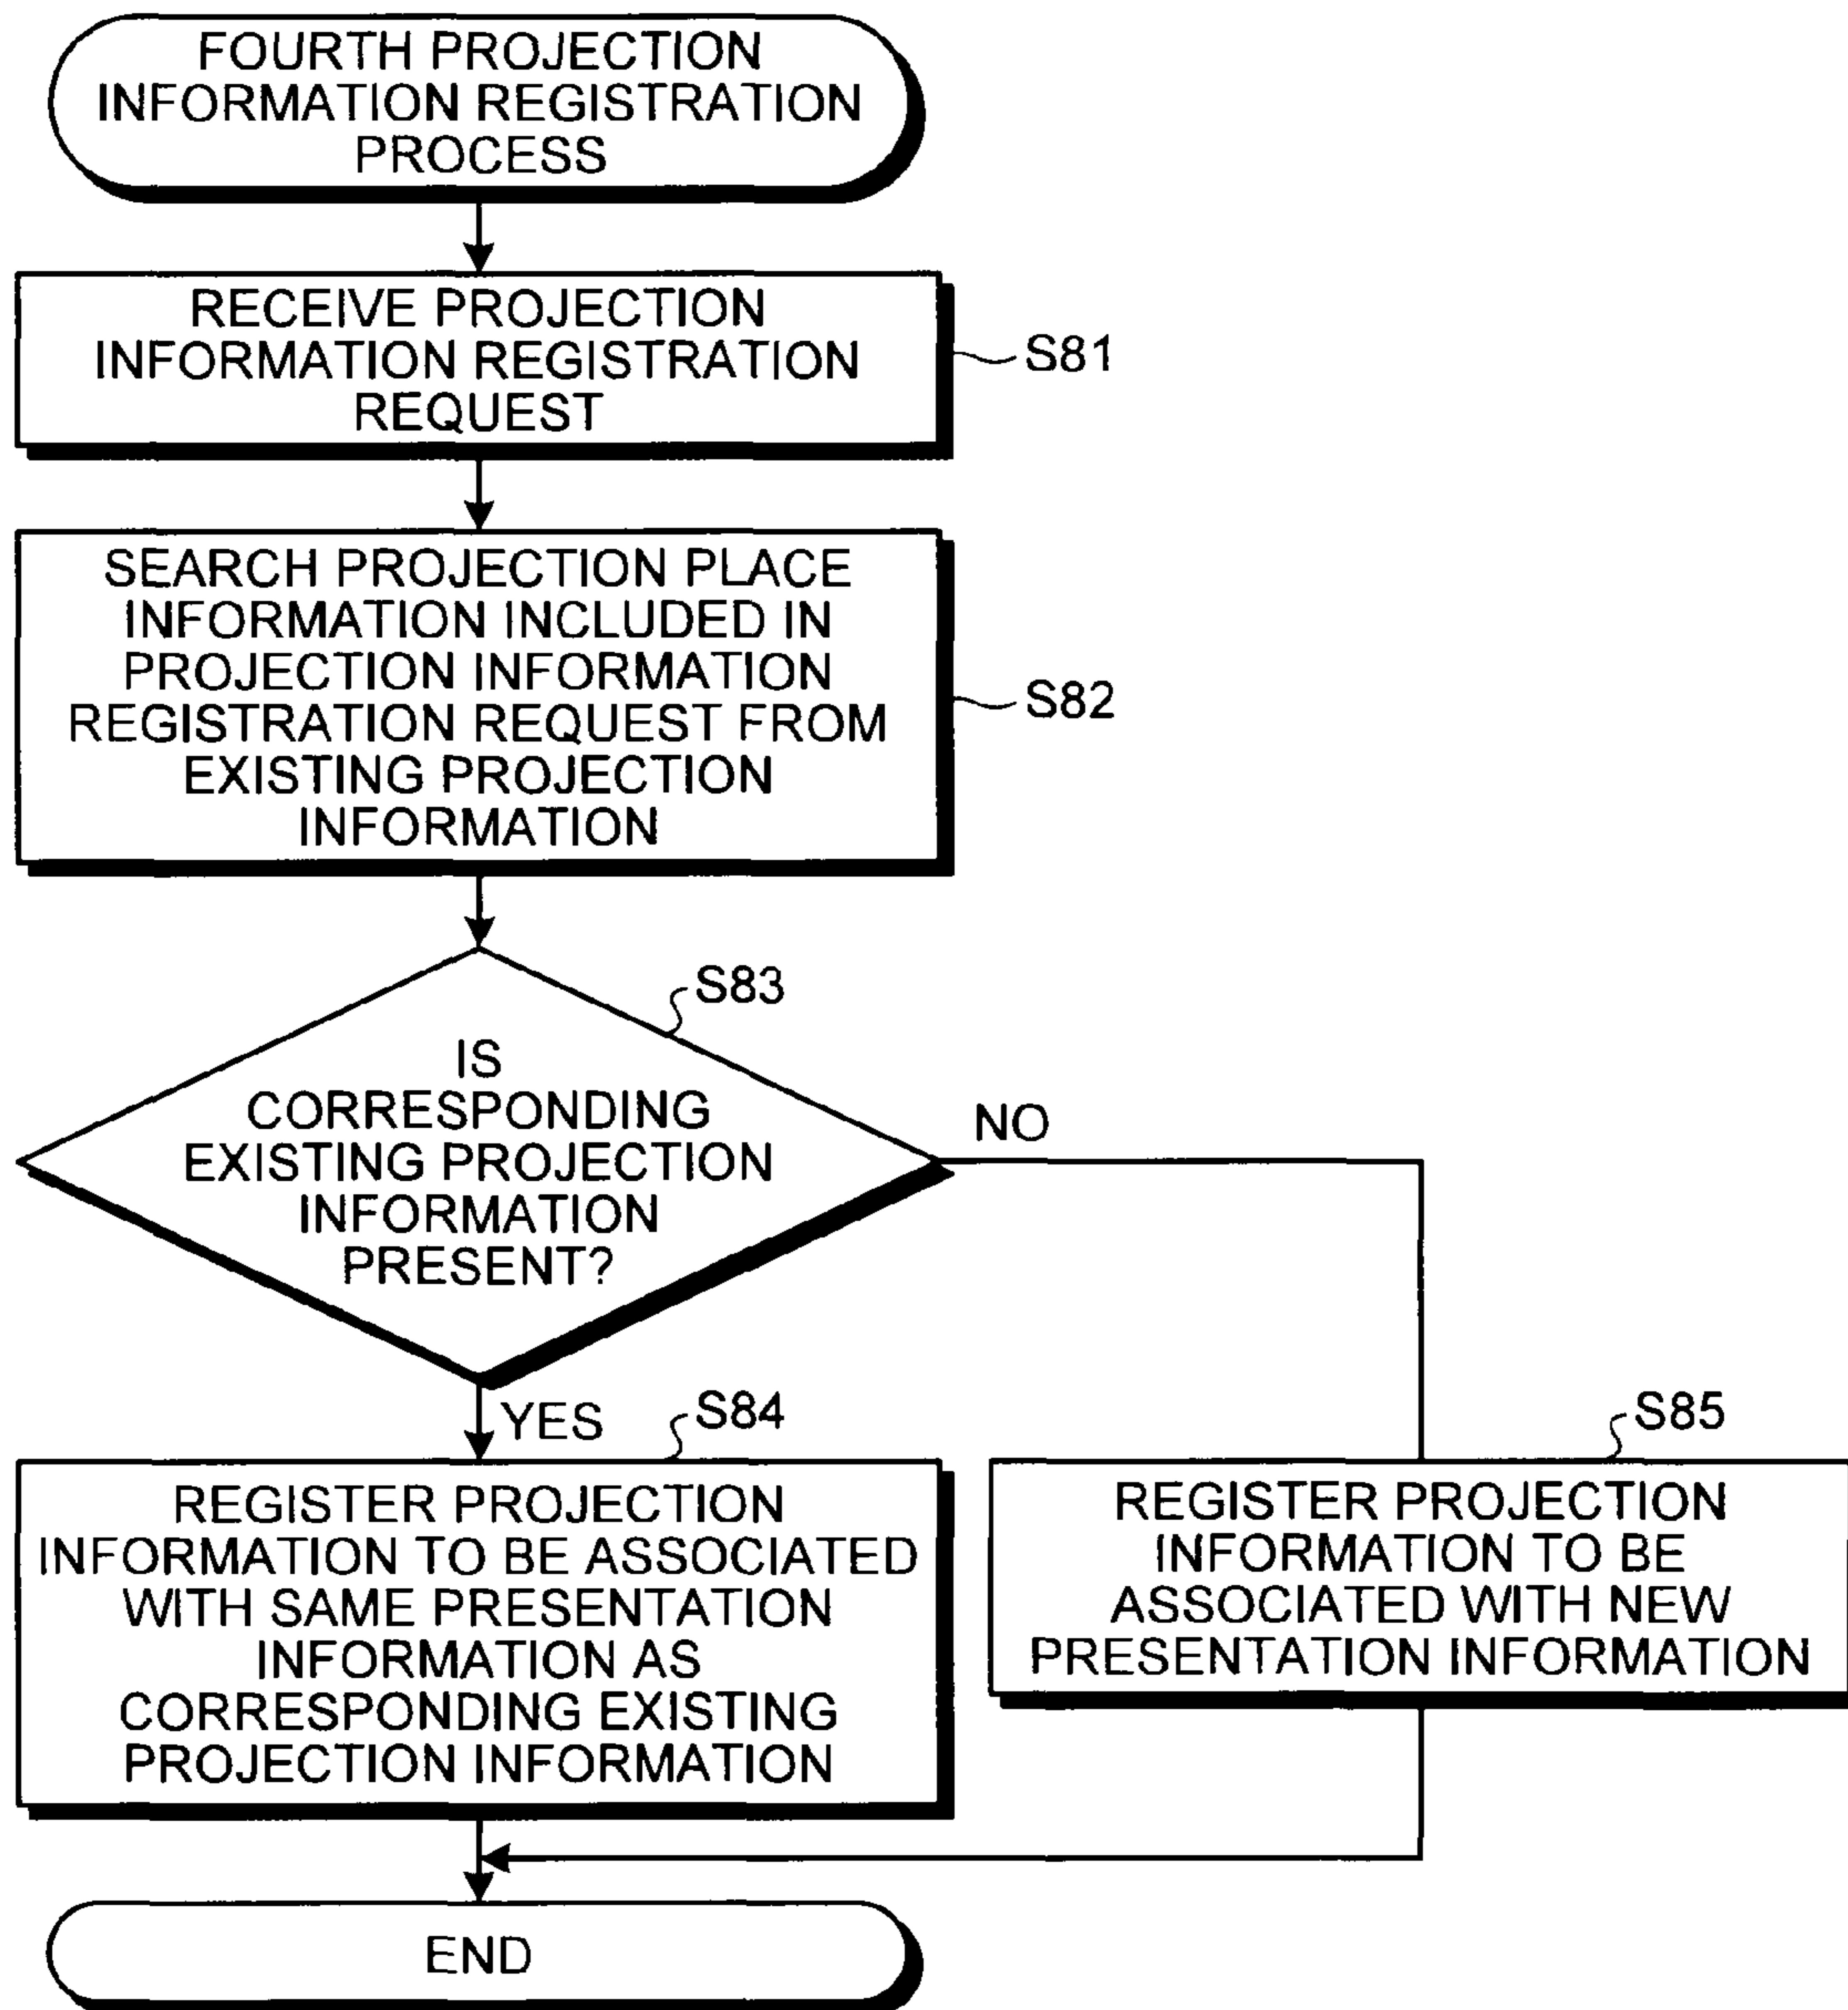 FOURTH PROJECTION
INFORMATION REGISTRATION
PROCESS
RECEIVE PROJECTION
INFORMATION REGISTRATION
REQUEST
S81
SEARCH PROJECTION PLACE
INFORMATION INCLUDED IN
PROJECTION INFORMATION
REGISTRATION REQUEST FROM
EXISTING PROJECTION
INFORMATION
S82
S83
IS
CORRESPONDING
EXISTING PROJECTION
INFORMATION
PRESENT?
NO
YES
S84
REGISTER PROJECTION
INFORMATION TO BE ASSOCIATED
WITH SAME PRESENTATION
INFORMATION AS
CORRESPONDING EXISTING
PROJECTION INFORMATION
S85
REGISTER PROJECTION
INFORMATION TO BE
ASSOCIATED WITH NEW
PRESENTATION INFORMATION
END